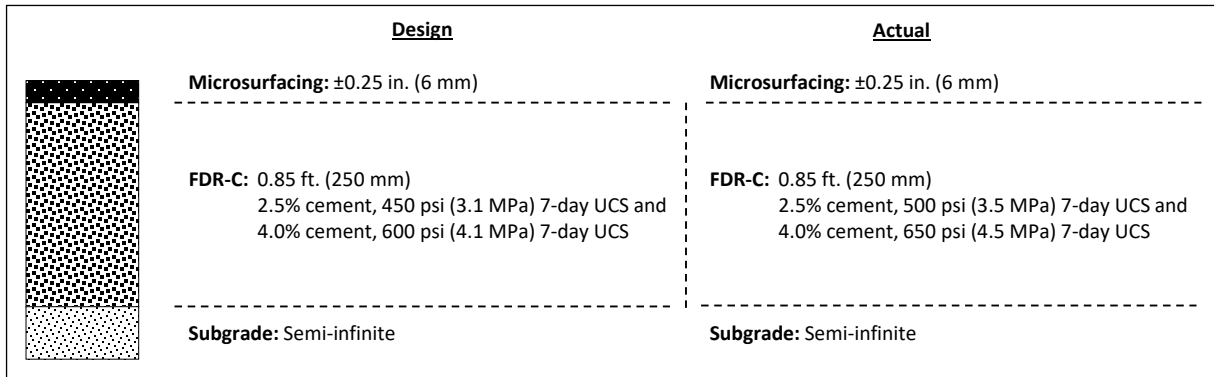 Design
Microsurfacing: ±0.25 in. (6 mm)
FDR-C: 0.85 ft. (250 mm)
2.5% cement, 450 psi (3.1 MPa) 7-day UCS and
4.0% cement, 600 psi (4.1 MPa) 7-day UCS
Subgrade: Semi-infinite
Actual
Microsurfacing: ±0.25 in. (6 mm)
FDR-C: 0.85 ft. (250 mm)
2.5% cement, 500 psi (3.5 MPa) 7-day UCS and
4.0% cement, 650 psi (4.5 MPa) 7-day UCS
Subgrade: Semi-infinite